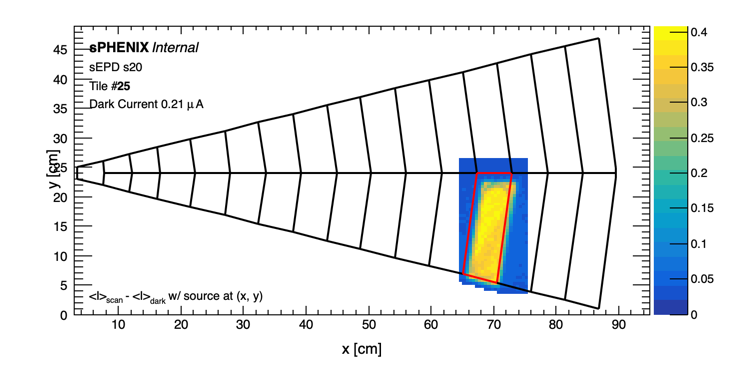 sPHENIX Internal
sEPD s20
Tile #25
Dark Current 0.21 μA
<I>scan - <I>dark w/ source at (x, y)
y [cm]
45
40
35
30
25
20
15
10
5
0
10 20 30 40 50 60 70 80 90
x [cm]
0.4
0.35
0.3
0.25
0.2
0.15
0.1
0.05
0